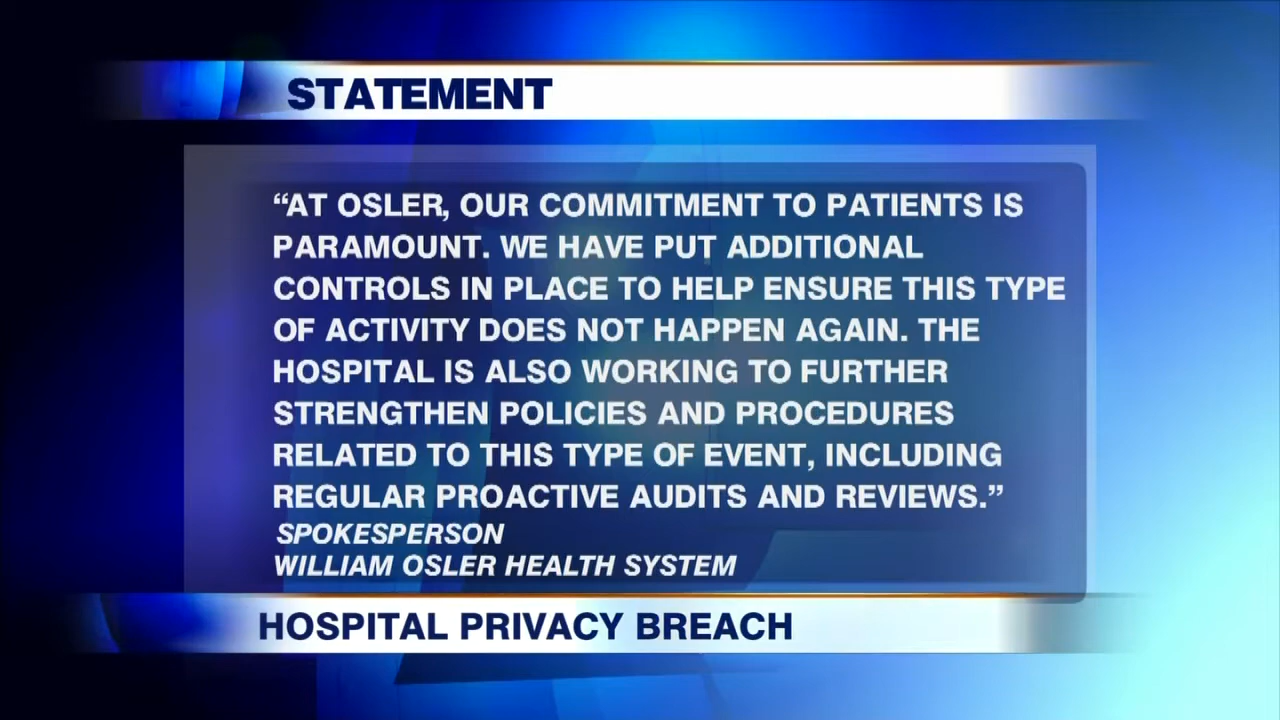 STATEMENT
“AT OSLER, OUR COMMITMENT TO PATIENTS IS
PARAMOUNT. WE HAVE PUT ADDITIONAL
CONTROLS IN PLACE TO HELP ENSURE THIS TYPE
OF ACTIVITY DOES NOT HAPPEN AGAIN. THE
HOSPITAL IS ALSO WORKING TO FURTHER
STRENGTHEN POLICIES AND PROCEDURES
RELATED TO THIS TYPE OF EVENT, INCLUDING
REGULAR PROACTIVE AUDITS AND REVIEWS.”
SPOKESPERSON
WILLIAM OSLER HEALTH SYSTEM
HOSPITAL PRIVACY BREACH